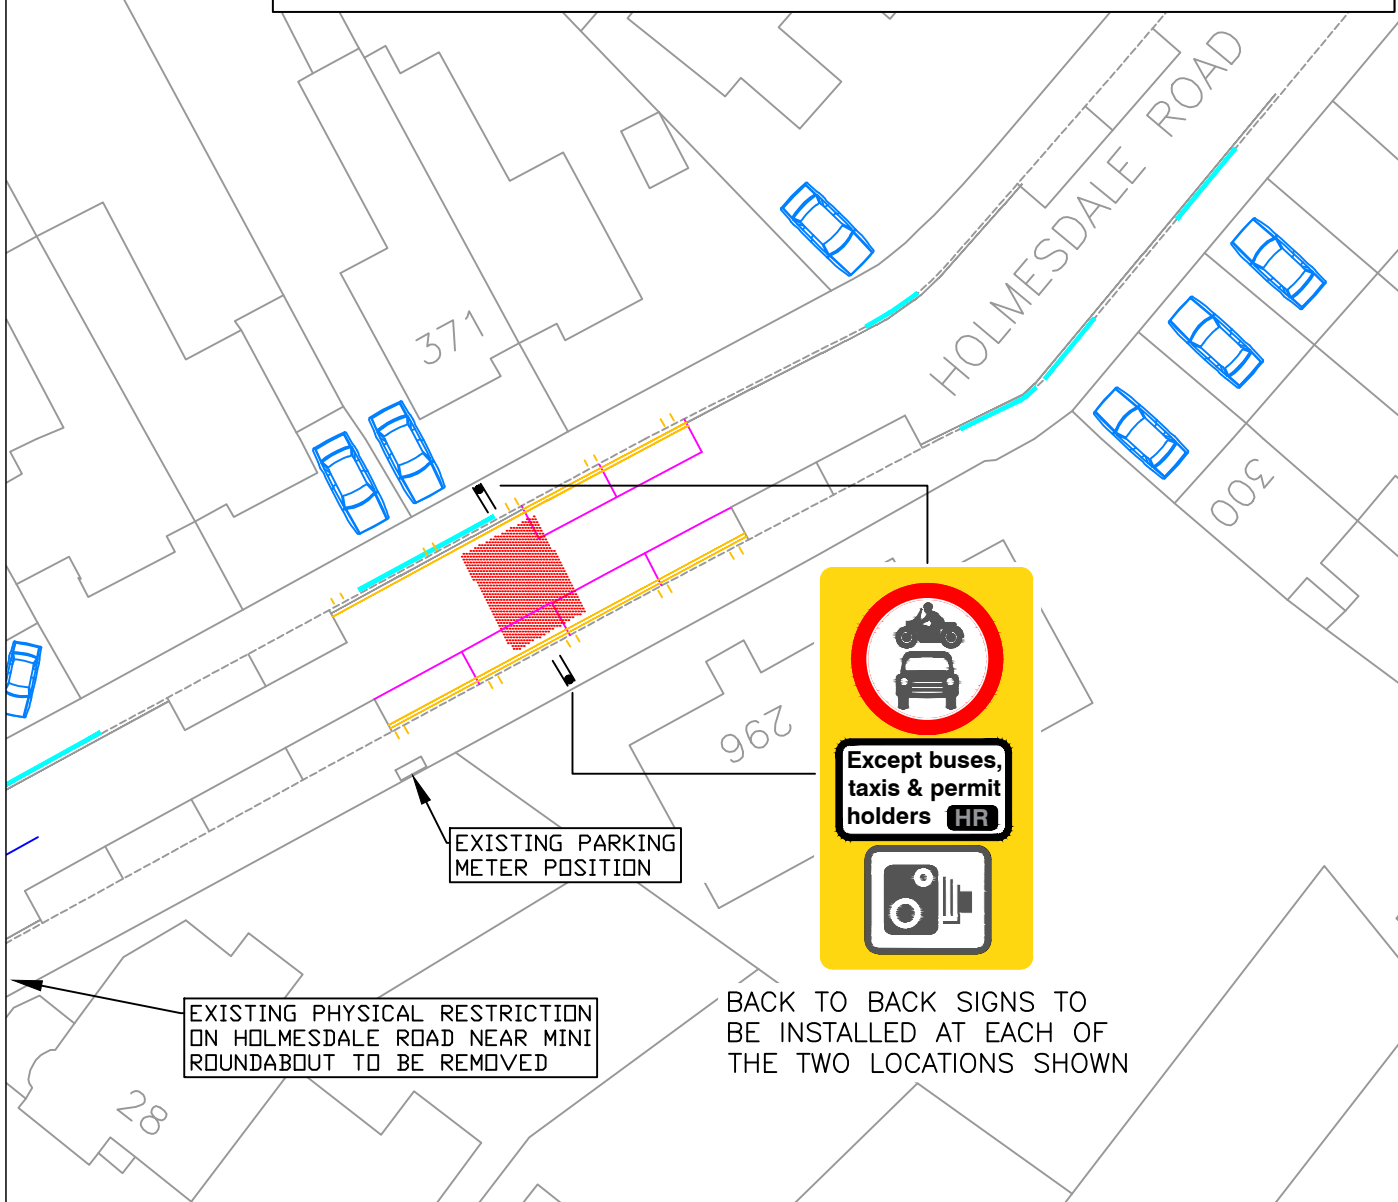 HOLMESDALE ROAD
371
300
296
Except buses,
taxis & permit
holders HR
EXISTING PARKING
METER POSITION
BACK TO BACK SIGNS TO
BE INSTALLED AT EACH OF
THE TWO LOCATIONS SHOWN
EXISTING PHYSICAL RESTRICTION
ON HOLMESDALE ROAD NEAR MINI
ROUNDABOUT TO BE REMOVED
28